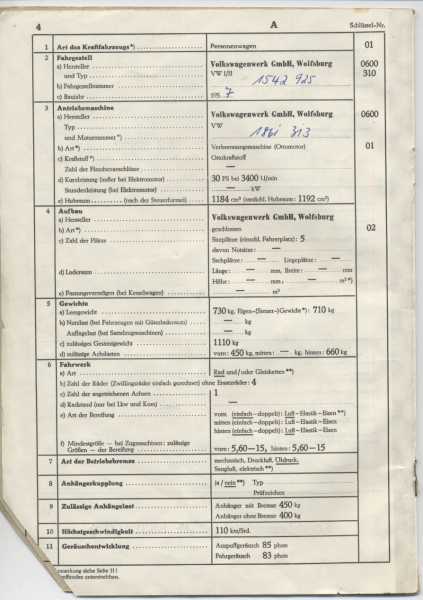 4 A Schlüssel-Nr.
1 Art des Kraftfahrzeugs*) Personenwagen 01
2 Fahrgestell
a) Hersteller Volkswagenwerk GmbH, Wolfsburg 0600
und Typ VW I/II 310
b) Fahrgestellnummer 1542 925
c) Baujahr 195 7
3 Antriebsmaschine
a) Hersteller Volkswagenwerk GmbH, Wolfsburg 0600
Typ VW
und Motornummer*)
b) Art*) Verbrennungsmaschine (Ottomotor) 01
c) Kraftstoff*) Ottokraftstoff
Zahl der Flaschenanschlüsse —
d) Kurzleistung (außer bei Elektromotor) 30 PS bei 3400 U/min
Stundenleistung (bei Elektromotor) — kW
e) Hubraum (nach der Steuerformel) 1184 cm³ (tatsächl. Hubraum: 1192 cm³)
4 Aufbau
a) Hersteller Volkswagenwerk GmbH, Wolfsburg
b) Art*) geschlossen 02
c) Zahl der Plätze Sitzplätze (einschl. Fahrerplatz): 5
davon Notsitze: —
Stehplätze: — Liegeplätze: —
d) Laderaum Länge: — mm, Breite: — mm
Höhe: — mm, — m² *)
e) Fassungsvermögen (bei Kesselwagen) — m³
5 Gewichte
a) Leergewicht 730 kg, Eigen-(Steuer-)Gewicht*): 710 kg
b) Nutzlast (bei Fahrzeugen mit Güterladeraum) — kg
Aufliegelast (bei Sattelzugmaschinen) — kg
c) zulässiges Gesamtgewicht 1110 kg
d) zulässige Achslasten vorn: 450 kg, mitten: — kg, hinten: 660 kg
6 Fahrwerk
a) Art Rad und/oder Gleisketten **)
b) Zahl der Räder (Zwillingsräder einfach gerechnet) ohne Ersatzräder: 4
c) Zahl der angetriebenen Achsen 1
d) Radstand (nur bei Lkw und Kom) —
e) Art der Bereifung vorn (einfach – doppelt): Luft – Elastik – Eisen **)
mitten (einfach – doppelt): Luft – Elastik – Eisen
hinten (einfach – doppelt): Luft – Elastik – Eisen
f) Mindestgröße — bei Zugmaschinen: zulässige
Größen — der Bereifung vorn: 5,60–15, hinten: 5,60–15
7 Art der Betriebsbremse mechanisch, Druckluft, Öldruck,
Saugluft, elektrisch **)
8 Anhängerkupplung ja / nein **) Typ
Prüfzeichen
9 Zulässige Anhängelast Anhänger mit Bremse 450 kg
Anhänger ohne Bremse 400 kg
10 Höchstgeschwindigkeit 110 km/Std.
11 Geräuschentwicklung Auspuffgeräusch 85 phon
Fahrgeräusch 83 phon
nmerkung siehe Seite 11!
effendes unterstreichen.